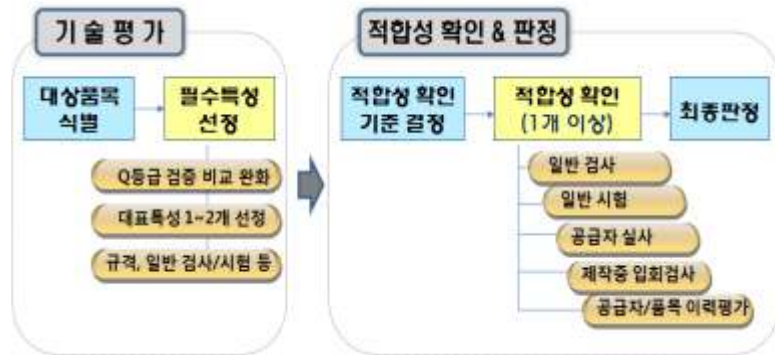 기술평가
대상품목
식별
필수특성
선정
Q등급 검증 비교 완화
대표특성 1~2개 선정
규격, 일반 검사/시험 등
적합성 확인 & 판정
적합성 확인
기준 결정
적합성 확인
(1개 이상)
최종판정
일반 검사
일반 시험
공급자 실사
제작중 입회검사
공급자/품목 이력평가